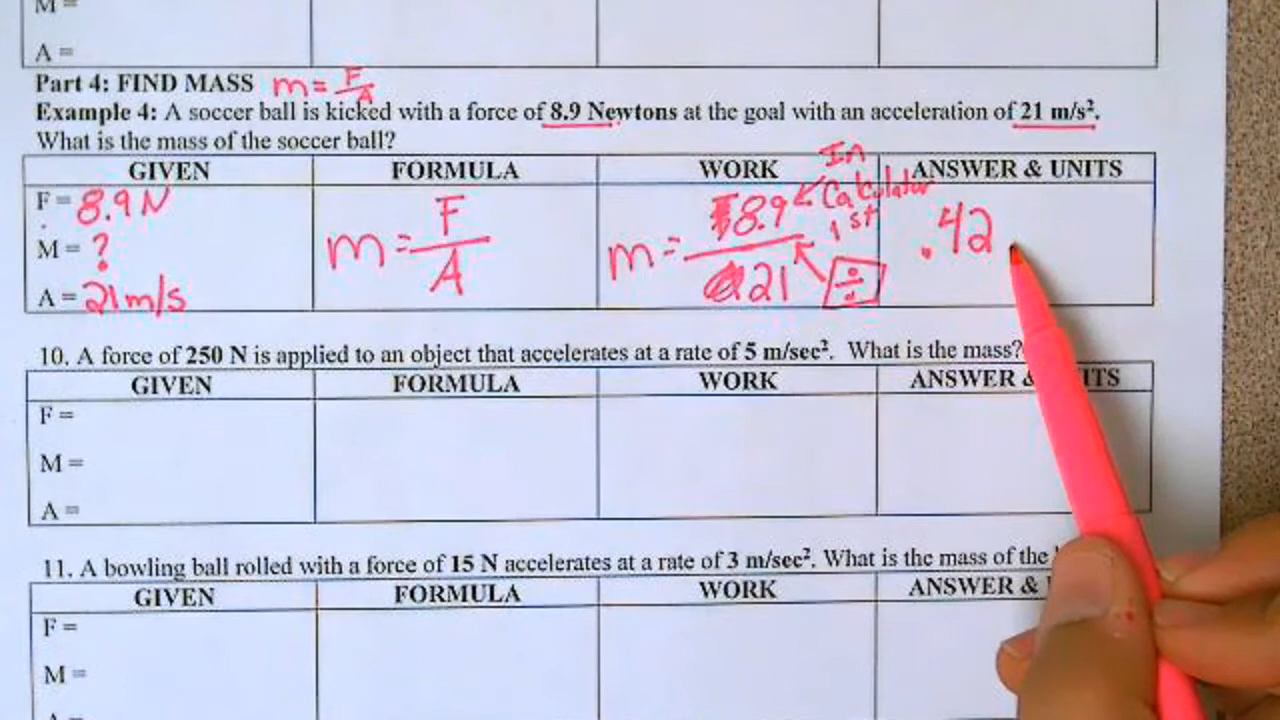 M =
A =
Part 4: FIND MASS m = F/A
Example 4: A soccer ball is kicked with a force of 8.9 Newtons at the goal with an acceleration of 21 m/s².
What is the mass of the soccer ball?
GIVEN FORMULA WORK ANSWER & UNITS
In
Calculator
1st
F = 8.9 N
M = ?
A = 21 m/s
m = F/A
m = 8.9/21
÷
.42
10. A force of 250 N is applied to an object that accelerates at a rate of 5 m/sec². What is the mass?
GIVEN FORMULA WORK ANSWER & ITS
F =
M =
A =
11. A bowling ball rolled with a force of 15 N accelerates at a rate of 3 m/sec². What is the mass of the
GIVEN FORMULA WORK ANSWER &
F =
M =
A =